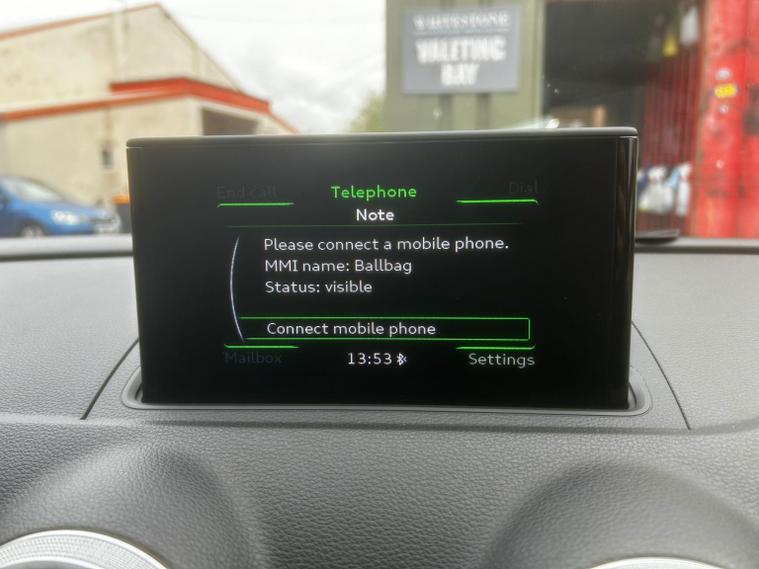 WHITESTONE
VALETING
BAY
End call Telephone Dial
Note
Please connect a mobile phone.
MMI name: Ballbag
Status: visible
Connect mobile phone
Mailbox 13:53 Settings